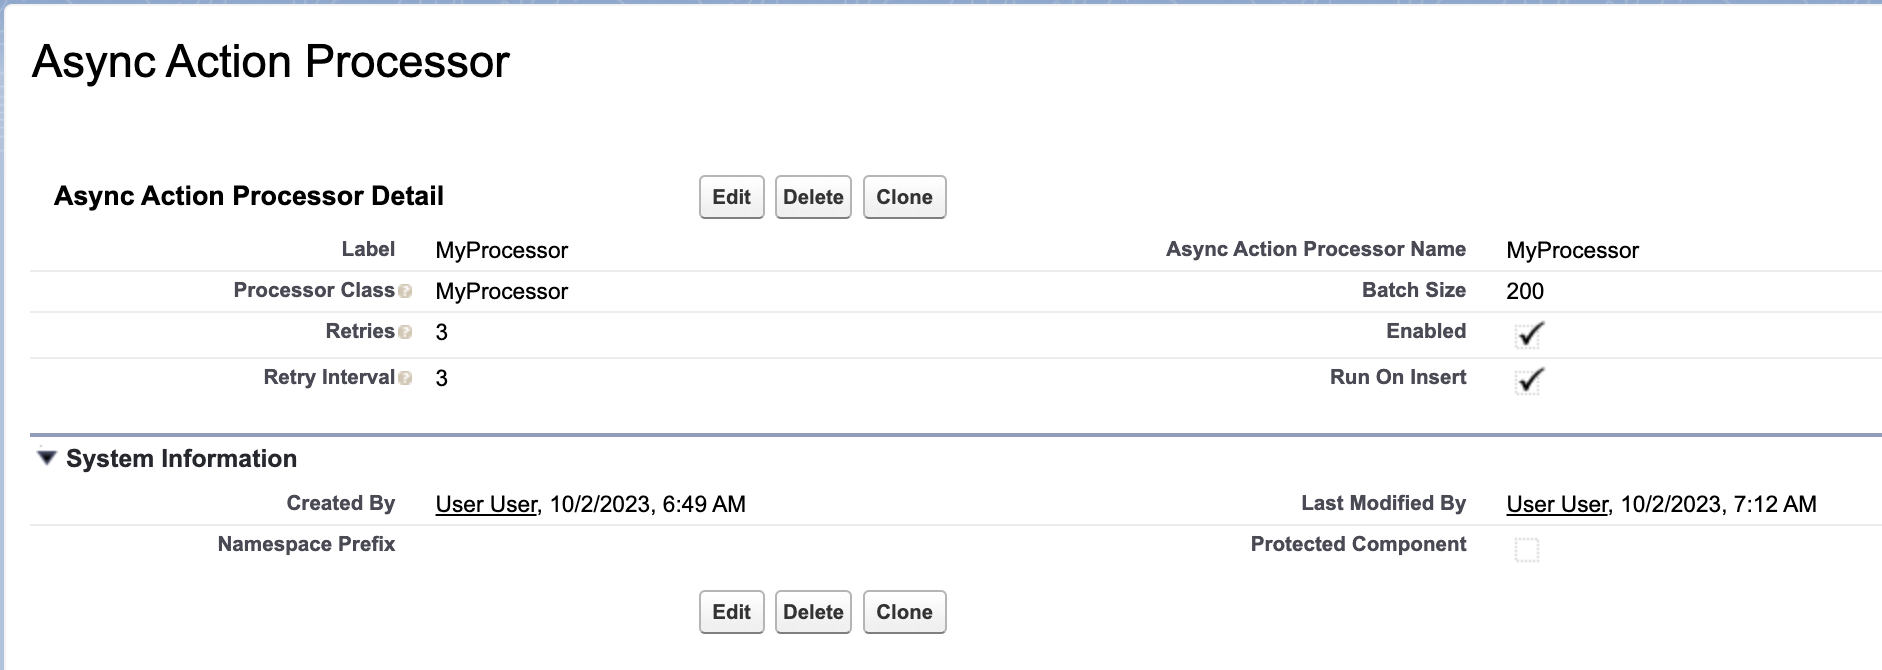 Async Action Processor
Async Action Processor Detail
Edit Delete Clone
Label MyProcessor Async Action Processor Name MyProcessor
Processor Class ? MyProcessor Batch Size 200
Retries ? 3 Enabled
Retry Interval ? 3 Run On Insert
System Information
Created By User User, 10/2/2023, 6:49 AM Last Modified By User User, 10/2/2023, 7:12 AM
Namespace Prefix Protected Component
Edit Delete Clone